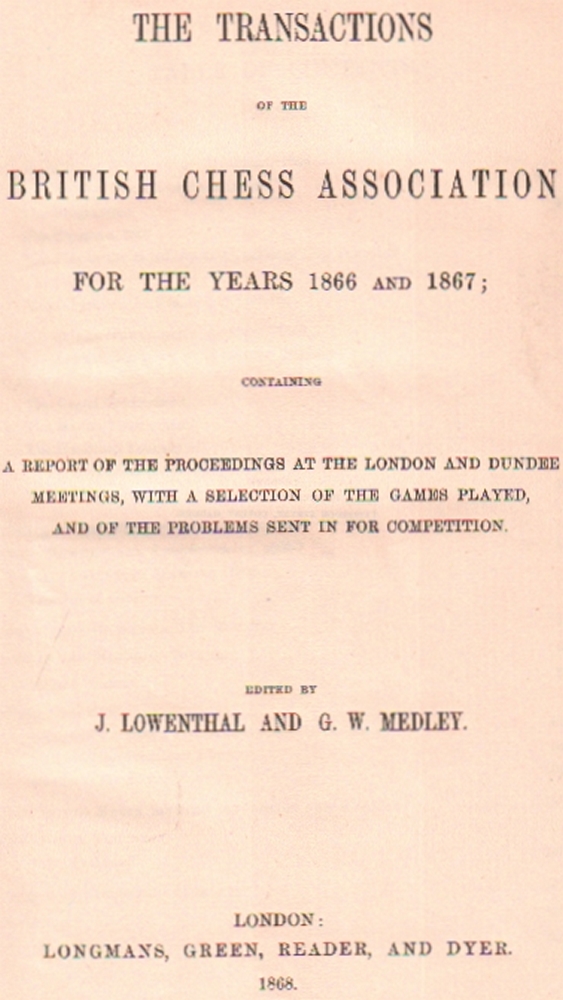 THE TRANSACTIONS
OF THE
BRITISH CHESS ASSOCIATION
FOR THE YEARS 1866 AND 1867;
CONTAINING
A REPORT OF THE PROCEEDINGS AT THE LONDON AND DUNDEE
MEETINGS, WITH A SELECTION OF THE GAMES PLAYED,
AND OF THE PROBLEMS SENT IN FOR COMPETITION.
EDITED BY
J. LOWENTHAL AND G. W. MEDLEY.
LONDON:
LONGMANS, GREEN, READER, AND DYER.
1868.